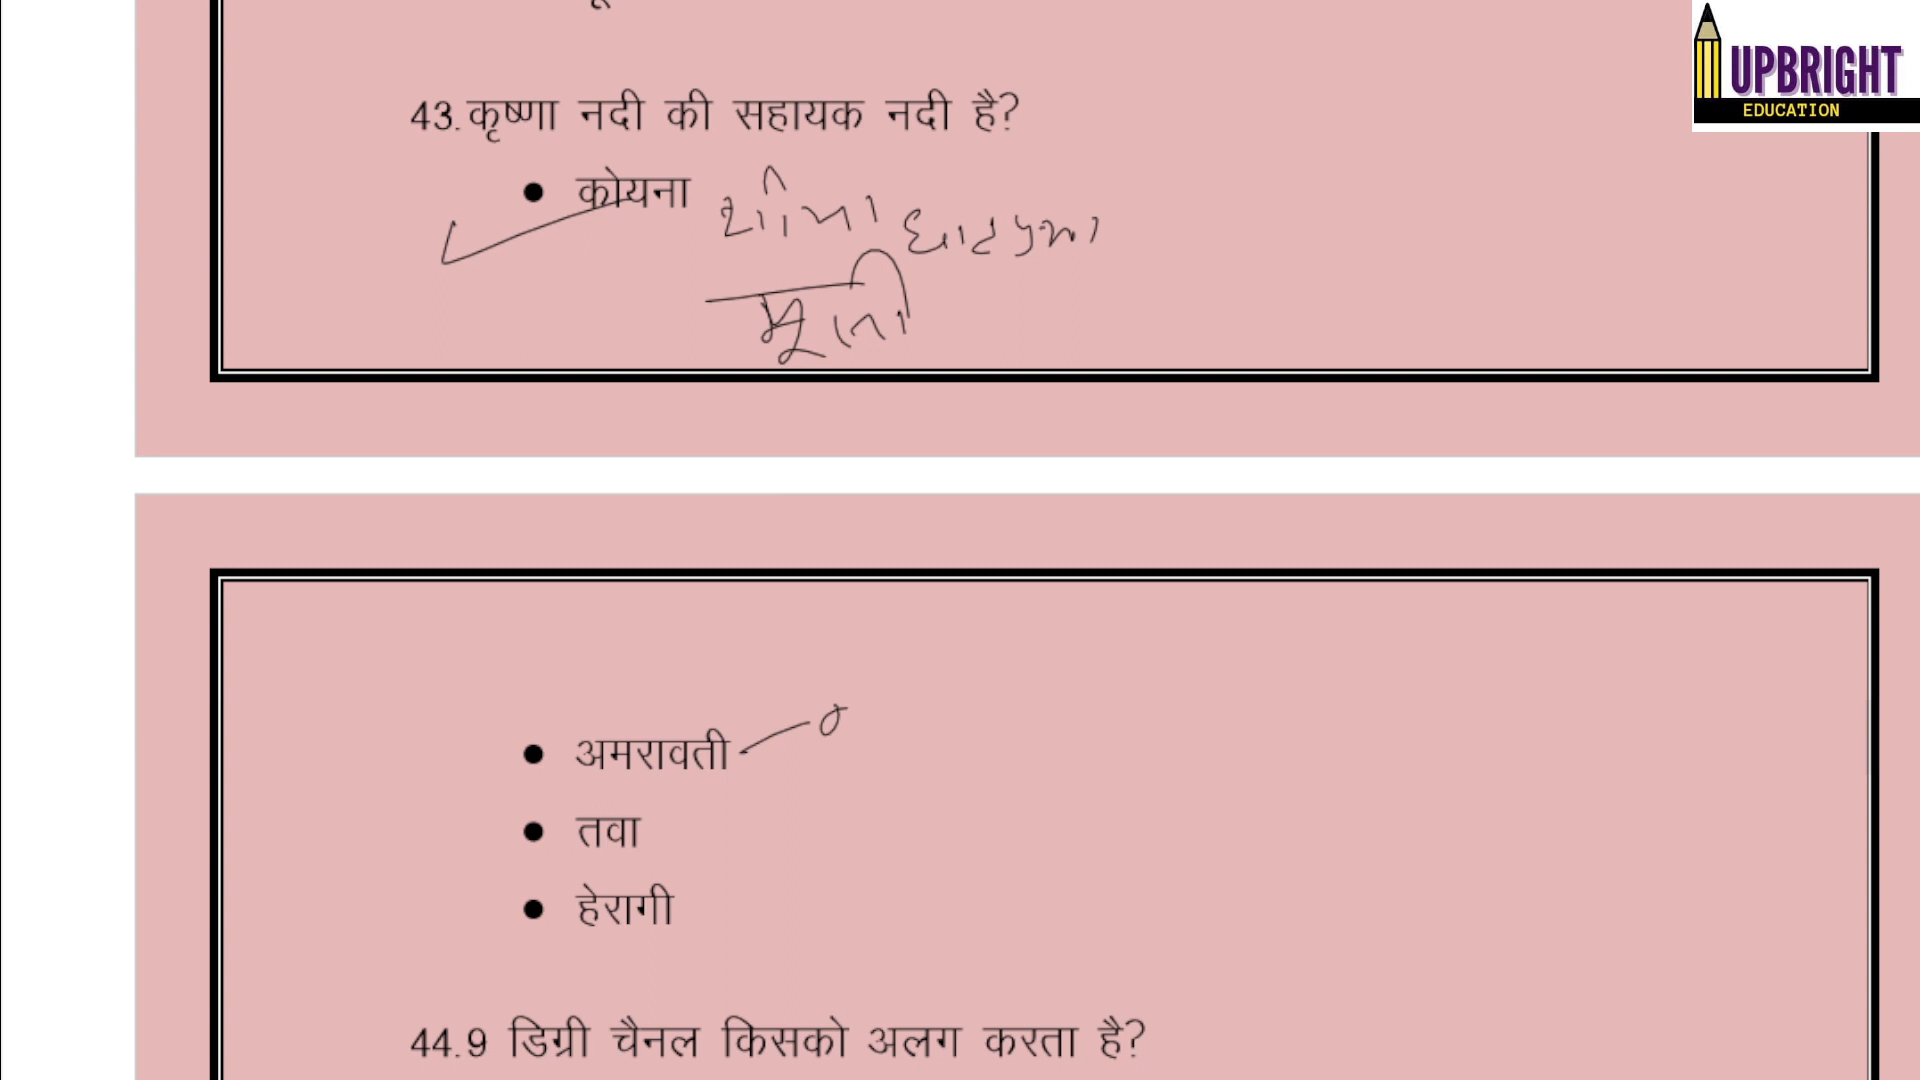 UPBRIGHT
EDUCATION
43.कृष्णा नदी की सहायक नदी है?
• कोयना
• अमरावती
• तवा
• हेरागी
44.9 डिग्री चैनल किसको अलग करता है?